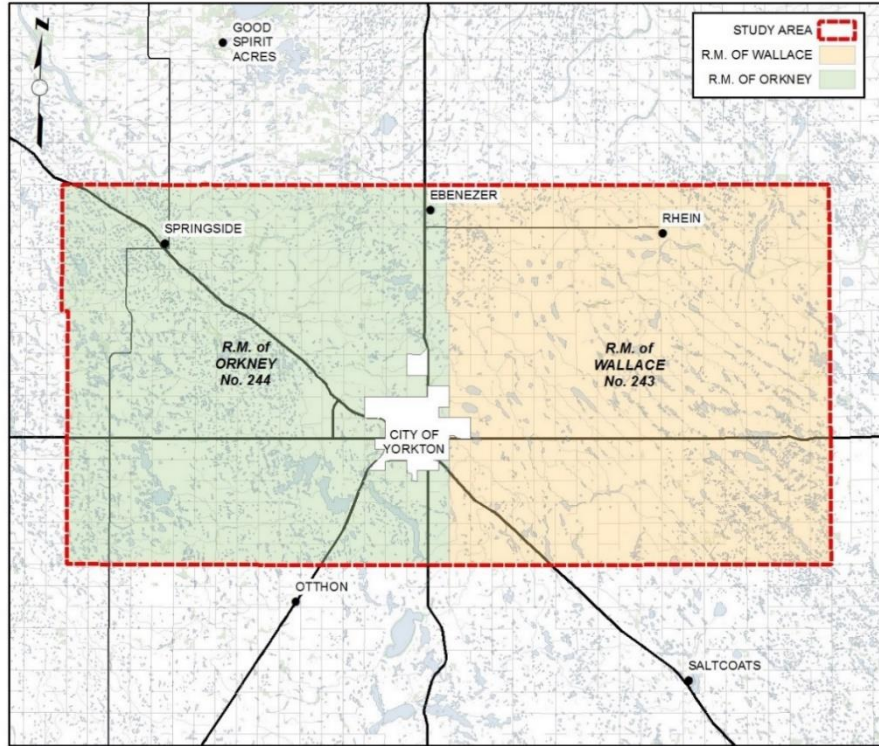 GOOD
SPIRIT
ACRES
STUDY AREA
R.M. OF WALLACE
R.M. OF ORKNEY
N
EBENEZER
SPRINGSIDE
RHEIN
R.M. of
ORKNEY
No. 244
R.M. of
WALLACE
No. 243
CITY OF
YORKTON
OTTHON
SALTCOATS